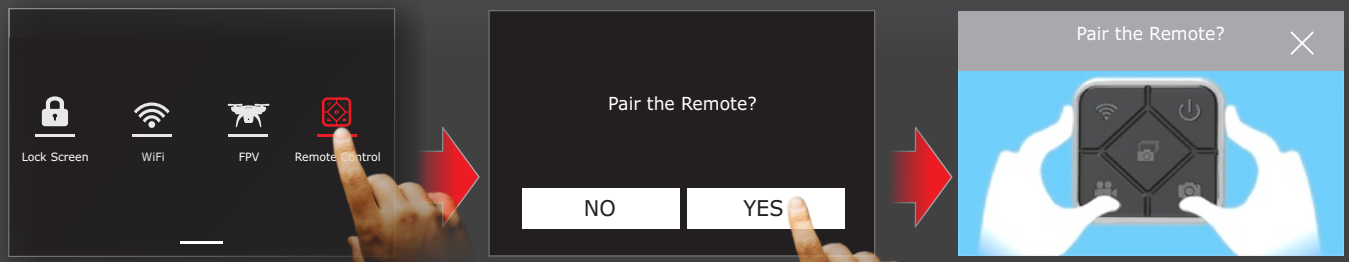 Lock Screen
WiFi
FPV
Remote Control
Pair the Remote?
NO
YES
Pair the Remote?